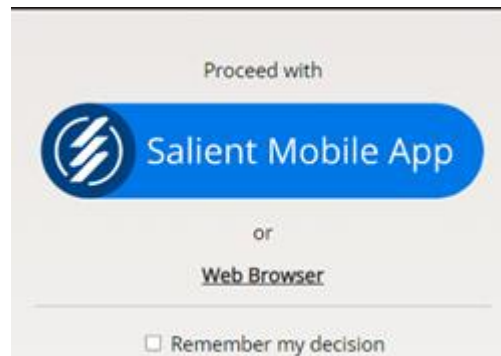 Proceed with
Salient Mobile App
or
Web Browser
Remember my decision